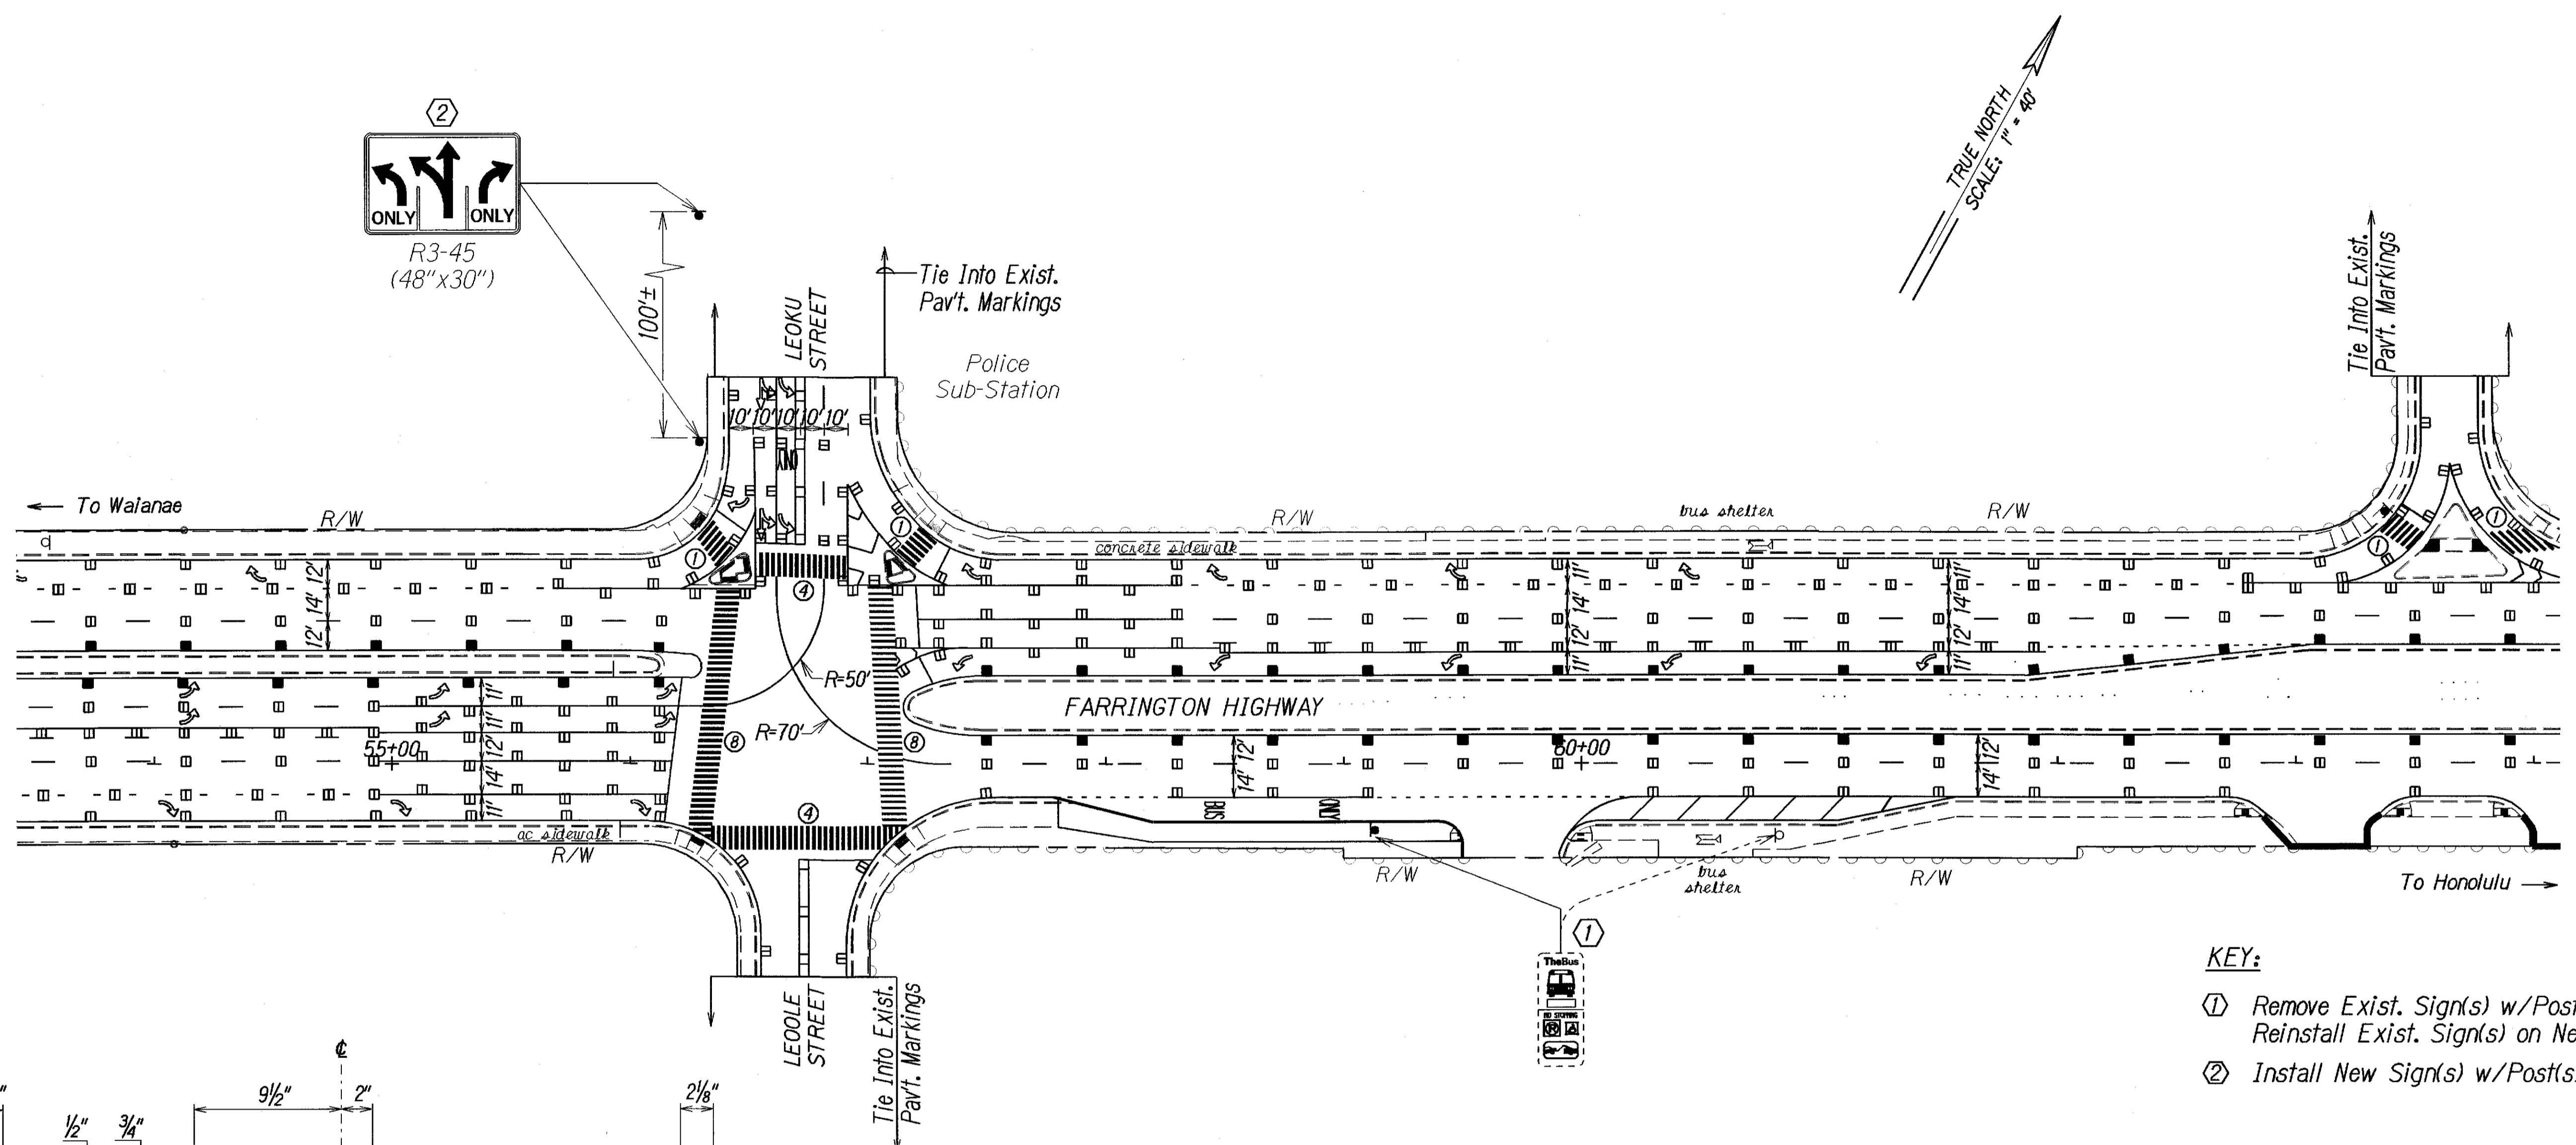 2
ONLY
ONLY
R3-45
(48"x30")
100'±
TRUE NORTH
SCALE: 1" = 40'
Tie Into Exist.
Pav't. Markings
LEOKU
STREET
Police
Sub-Station
Tie Into Exist.
Pav't. Markings
10' 10' 10' 10' 10'
ONLY
To Waianae
R/W
R/W
bus shelter
R/W
concrete sidewalk
1
1
1
1
4
12'
14'
12'
11'
14'
12'
11'
11'
14'
12'
11'
R=50'
R=70'
FARRINGTON HIGHWAY
8
8
55+00
60+00
11'
11'
12'
14'
11'
12'
14'
12'
14'
4
BUS
ONLY
ac sidewalk
R/W
R/W
bus
shelter
R/W
To Honolulu
1
TheBus
NO STOPPING
LEOOLE
STREET
Tie Into Exist.
Pav't. Markings
KEY:
1 Remove Exist. Sign(s) w/Post
Reinstall Exist. Sign(s) on Ne
2 Install New Sign(s) w/Post(s
℄
9½" 2" 2⅛"
½" ¾"